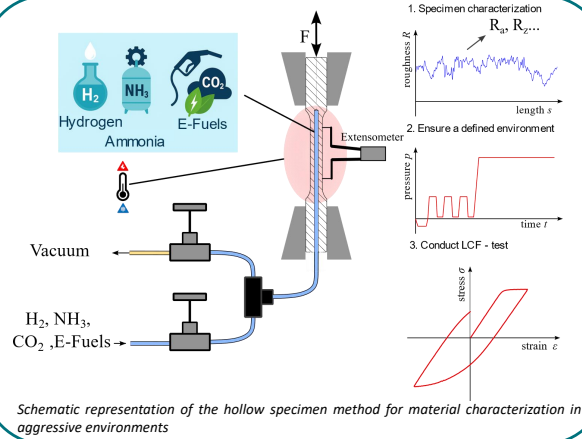 1. Specimen characterization
Rₐ, R_z...
roughness R
length s
F
H₂
NH₃
CO₂
Hydrogen
Ammonia
E-Fuels
Extensometer
2. Ensure a defined environment
pressure p
time t
Vacuum
H₂, NH₃,
CO₂ ,E-Fuels
3. Conduct LCF - test
stress σ
strain ε
Schematic representation of the hollow specimen method for material characterization in
aggressive environments